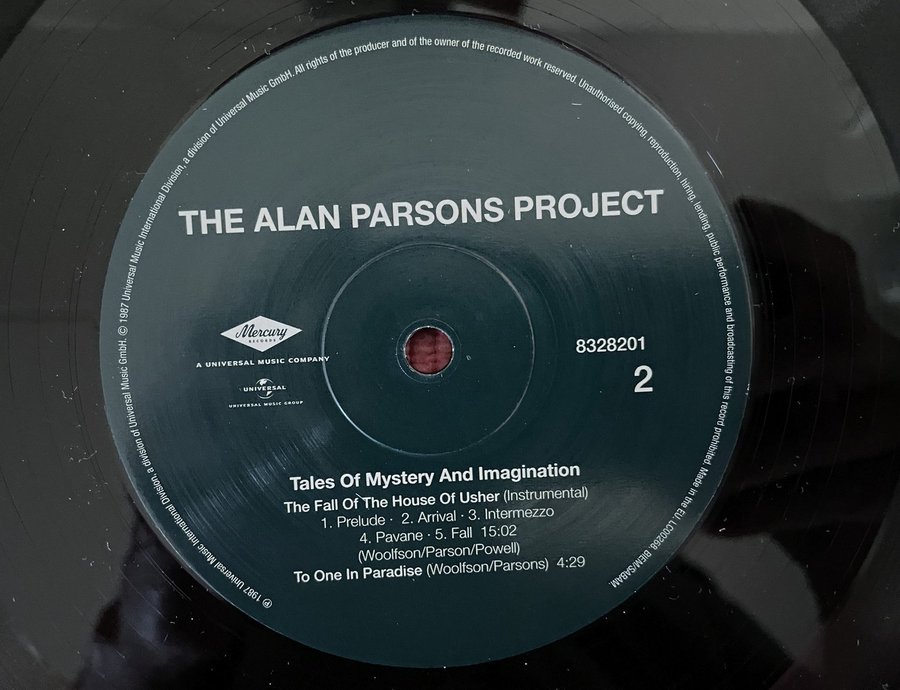 THE ALAN PARSONS PROJECT
Mercury
RECORDS
A UNIVERSAL MUSIC COMPANY
UNIVERSAL
UNIVERSAL MUSIC GROUP
8328201
2
Tales Of Mystery And Imagination
The Fall Of The House Of Usher (Instrumental)
1. Prelude · 2. Arrival · 3. Intermezzo
4. Pavane · 5. Fall 15:02
(Woolfson/Parson/Powell)
To One In Paradise (Woolfson/Parsons) 4:29
℗ 1987 Universal Music International Division, a division of Universal Music GmbH. © 1987 Universal Music International Division, a division of Universal Music GmbH. All rights of the producer and of the owner of the recorded work reserved. Unauthorised copying, reproduction, hiring, lending, public performance and broadcasting of this record prohibited. Made in the EU LC00268 BIEM/SABAM